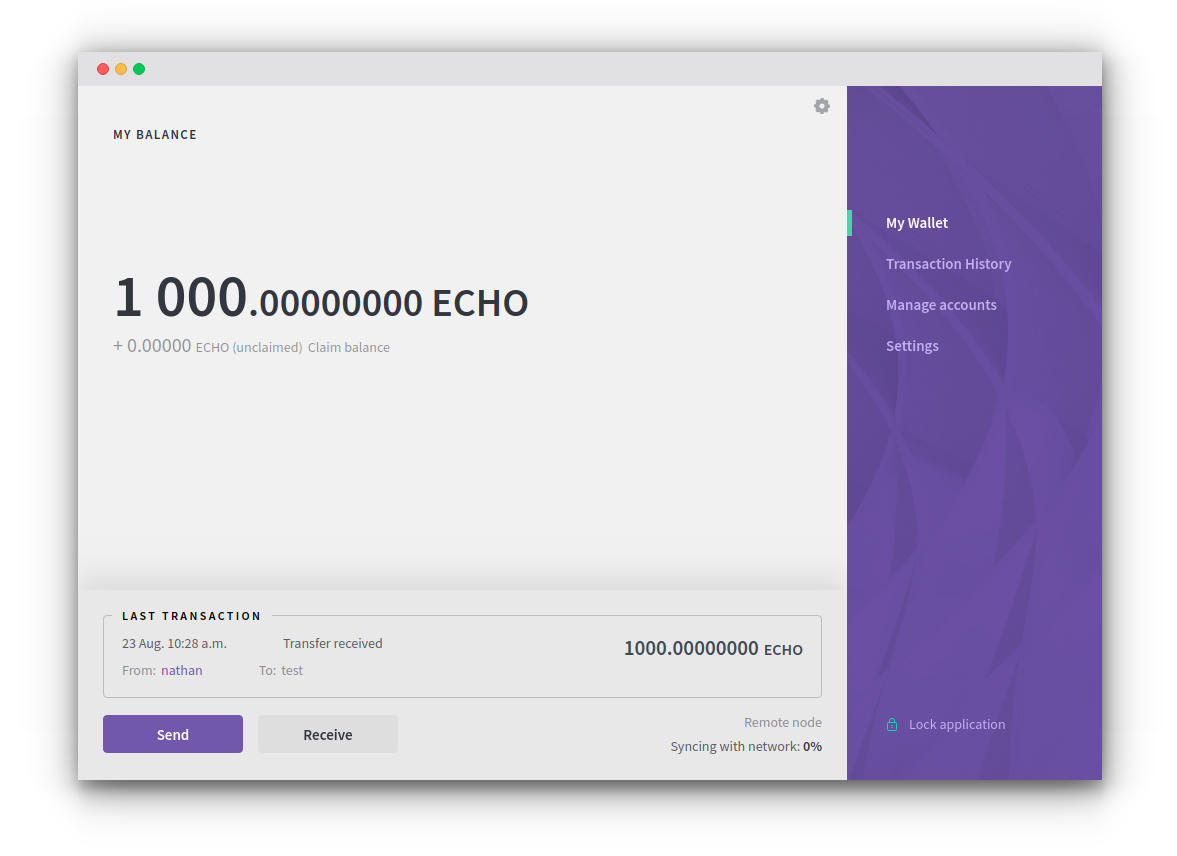 MY BALANCE
1 000.00000000 ECHO
+ 0.00000 ECHO (unclaimed) Claim balance
LAST TRANSACTION
23 Aug. 10:28 a.m. Transfer received 1000.00000000 ECHO
From: nathan To: test
Send Receive
Remote node
Syncing with network: 0%
My Wallet
Transaction History
Manage accounts
Settings
Lock application